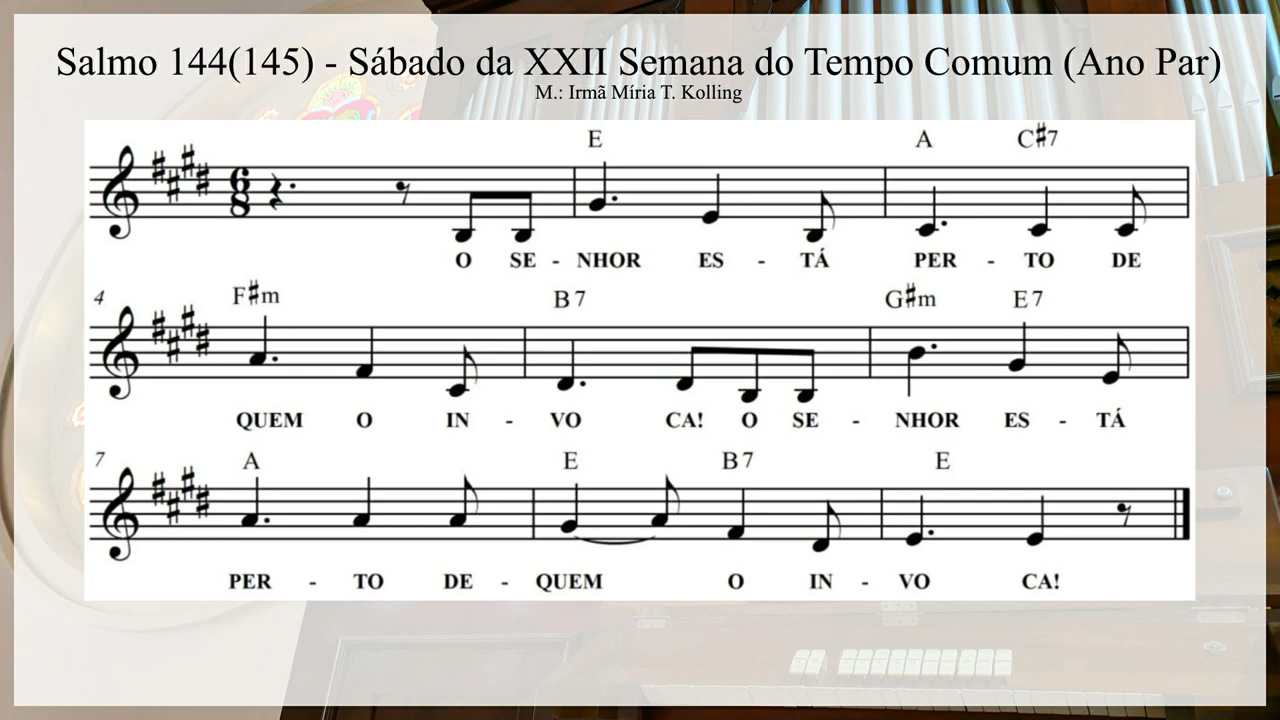 Salmo 144(145) - Sábado da XXII Semana do Tempo Comum (Ano Par)
M.: Irmã Míria T. Kolling
E A C#7
6
8
O SE - NHOR ES - TÁ PER - TO DE
4 F#m B7 G#m E7
QUEM O IN - VO CA! O SE - NHOR ES - TÁ
7 A E B7 E
PER - TO DE - QUEM O IN - VO CA!